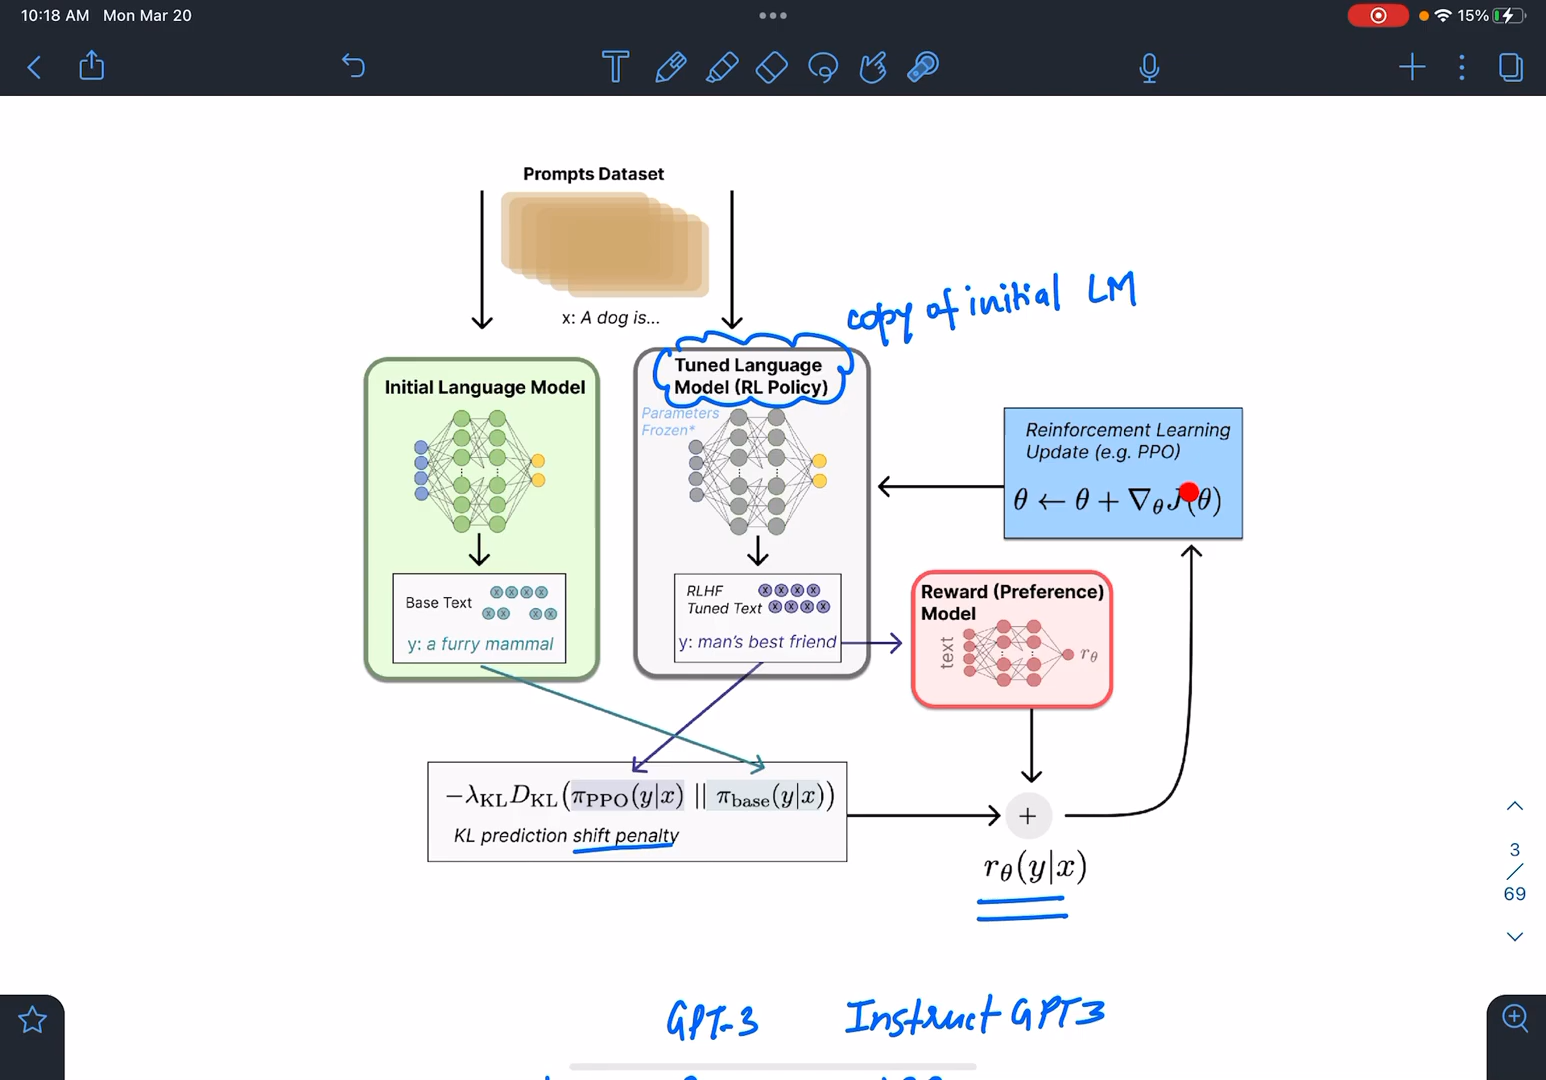 10:18 AM Mon Mar 20
15%
T
Prompts Dataset
x: A dog is...
copy of initial LM
Initial Language Model
Tuned Language
Model (RL Policy)
Parameters
Frozen*
Reinforcement Learning
Update (e.g. PPO)
θ ← θ + ∇θ J(θ)
Base Text
y: a furry mammal
RLHF
Tuned Text
y: man's best friend
Reward (Preference)
Model
text
rθ
−λKL DKL (πPPO(y|x) || πbase(y|x))
KL prediction shift penalty
+
rθ(y|x)
3
/
69
GPT-3 Instruct GPT3